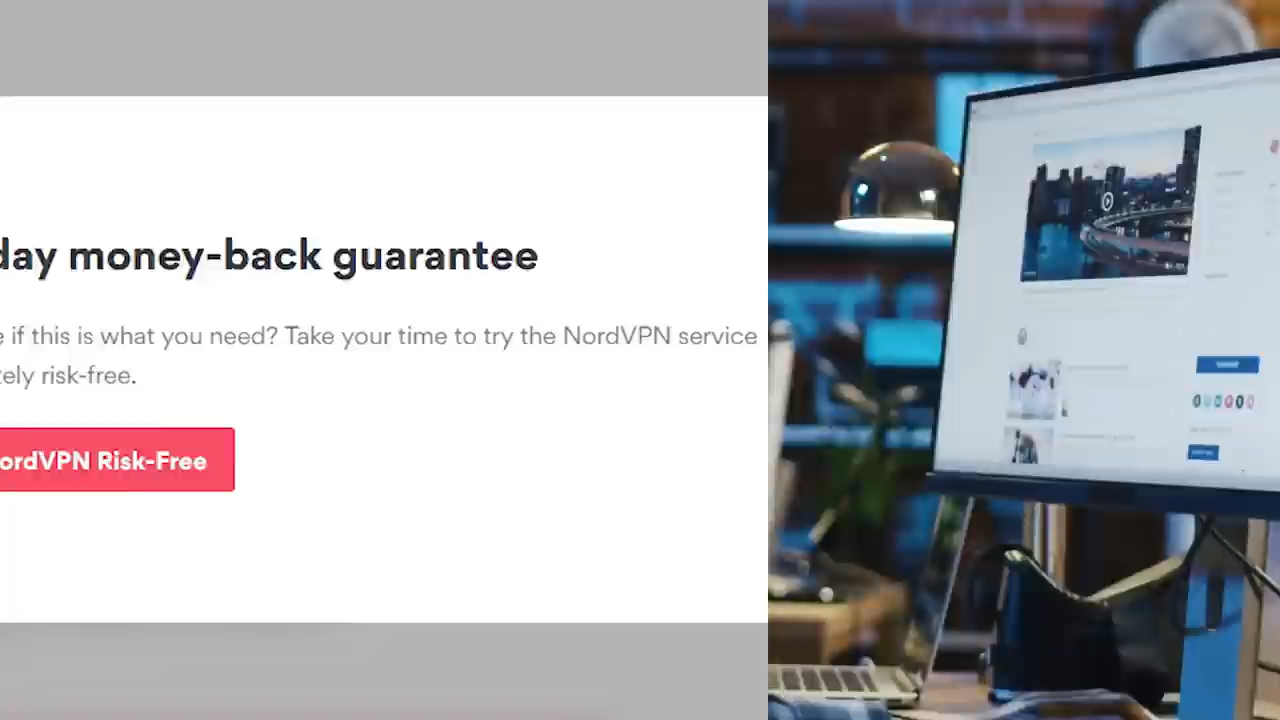 day money-back guarantee
if this is what you need? Take your time to try the NordVPN service
tely risk-free.
ordVPN Risk-Free